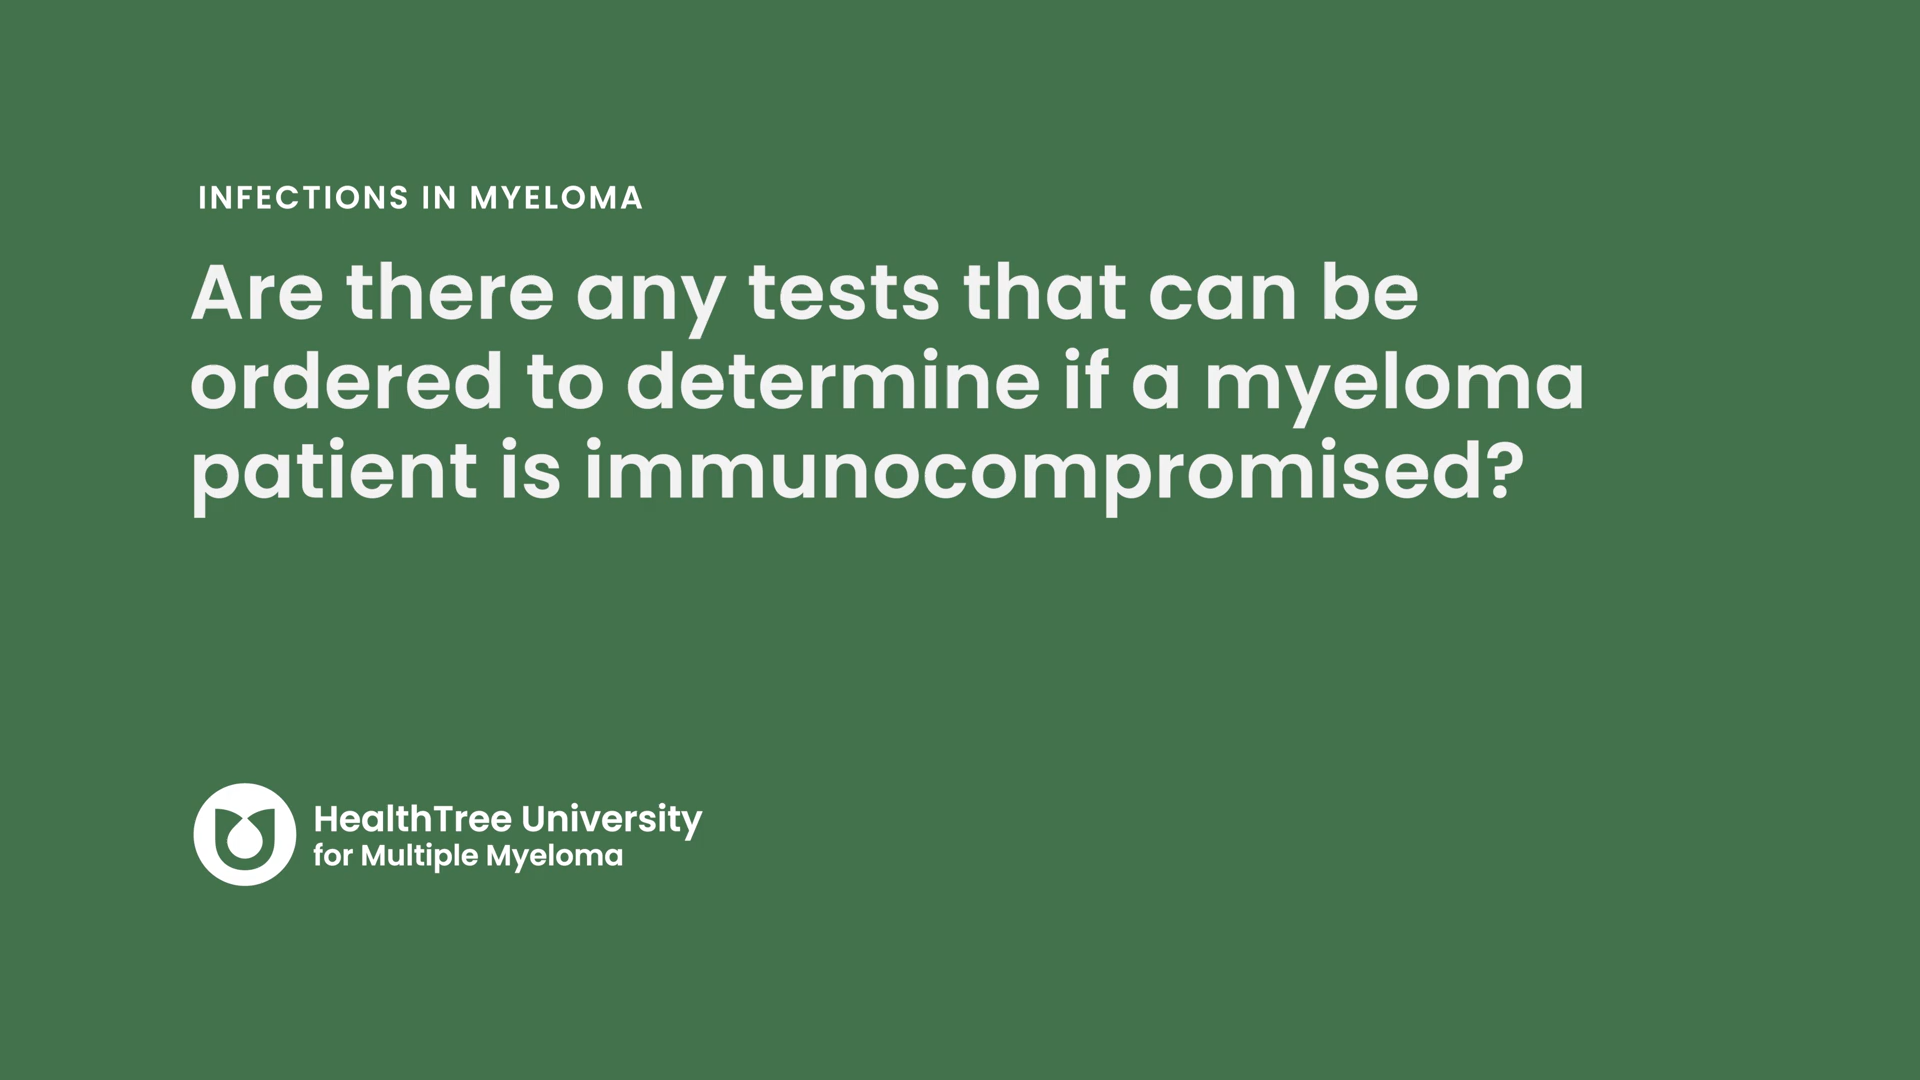 INFECTIONS IN MYELOMA
Are there any tests that can be
ordered to determine if a myeloma
patient is immunocompromised?
HealthTree University
for Multiple Myeloma